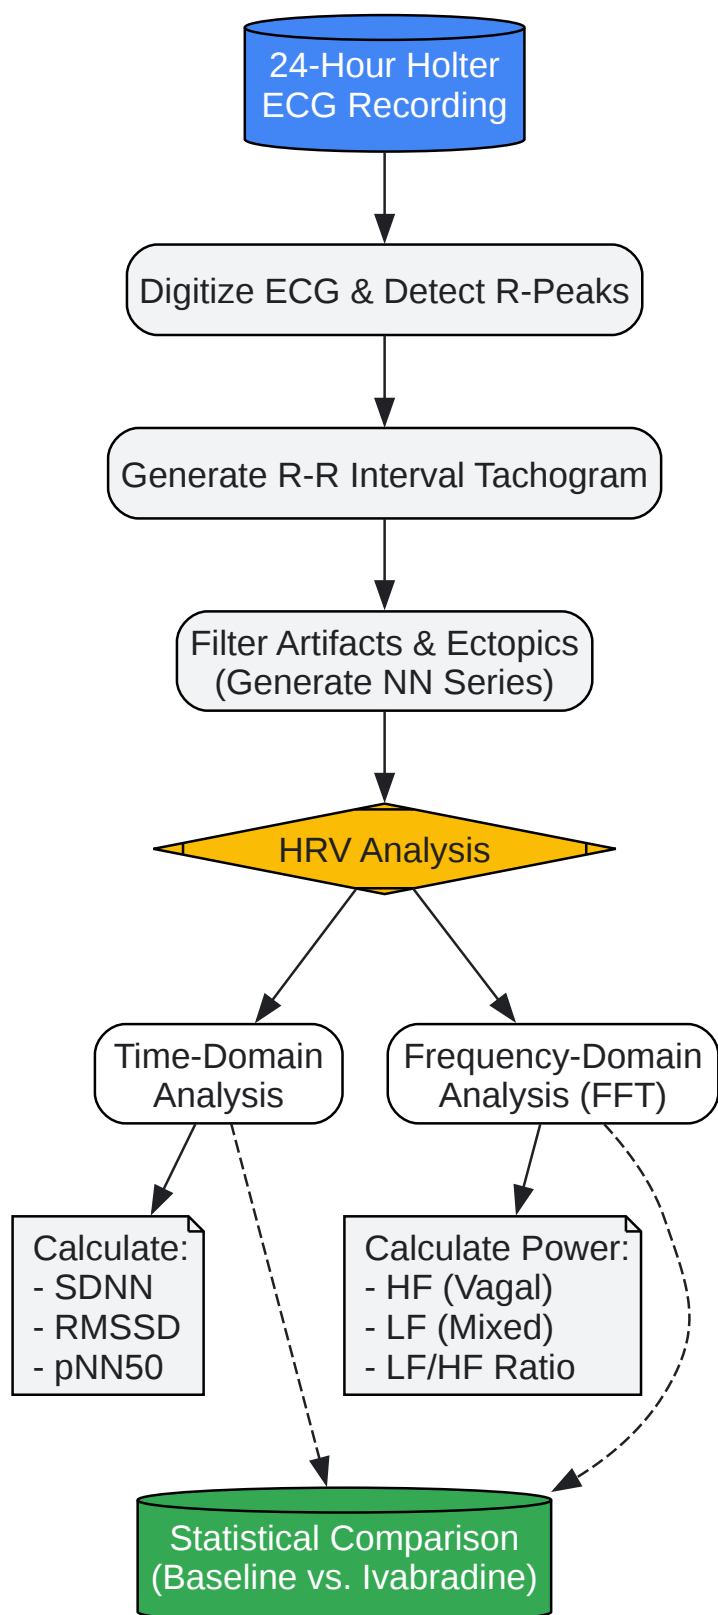 24-Hour Holter
ECG Recording
Digitize ECG & Detect R-Peaks
Generate R-R Interval Tachogram
Filter Artifacts & Ectopics
(Generate NN Series)
HRV Analysis
Time-Domain
Analysis
Frequency-Domain
Analysis (FFT)
Calculate:
- SDNN
- RMSSD
- pNN50
Calculate Power:
- HF (Vagal)
- LF (Mixed)
- LF/HF Ratio
Statistical Comparison
(Baseline vs. Ivabradine)